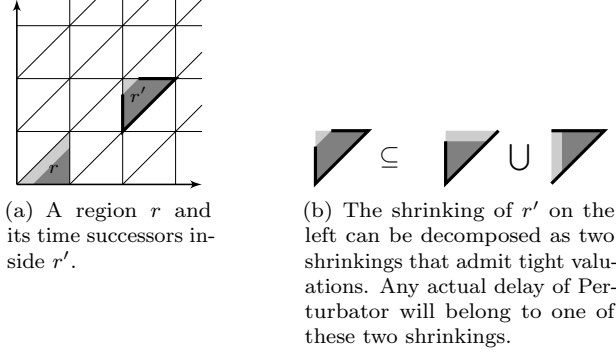 r′
r
⊆
⋃
(a) A region r and
its time successors in-
side r′.
(b) The shrinking of r′ on the
left can be decomposed as two
shrinkings that admit tight valu-
ations. Any actual delay of Per-
turbator will belong to one of
these two shrinkings.